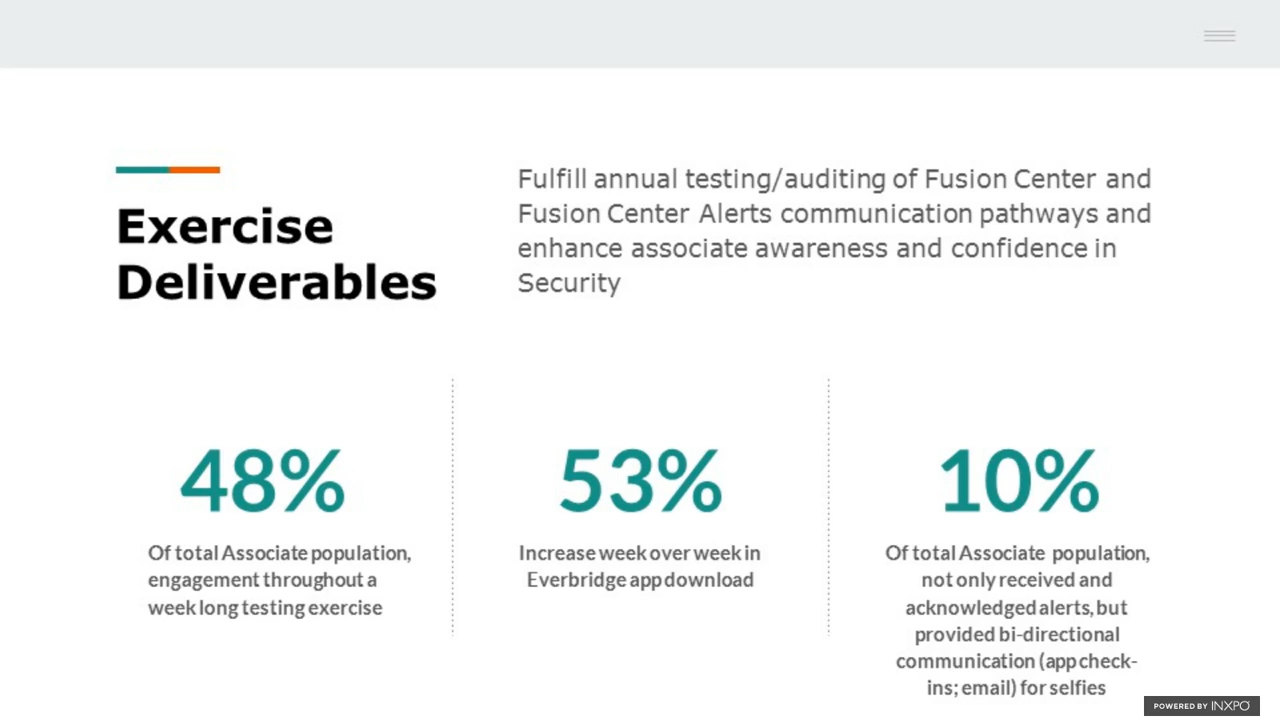 Exercise
Deliverables
Fulfill annual testing/auditing of Fusion Center and
Fusion Center Alerts communication pathways and
enhance associate awareness and confidence in
Security
48%
Of total Associate population,
engagement throughout a
week long testing exercise
53%
Increase week over week in
Everbridge app download
10%
Of total Associate population,
not only received and
acknowledged alerts, but
provided bi-directional
communication (app check-
ins; email) for selfies
POWERED BY INXPO